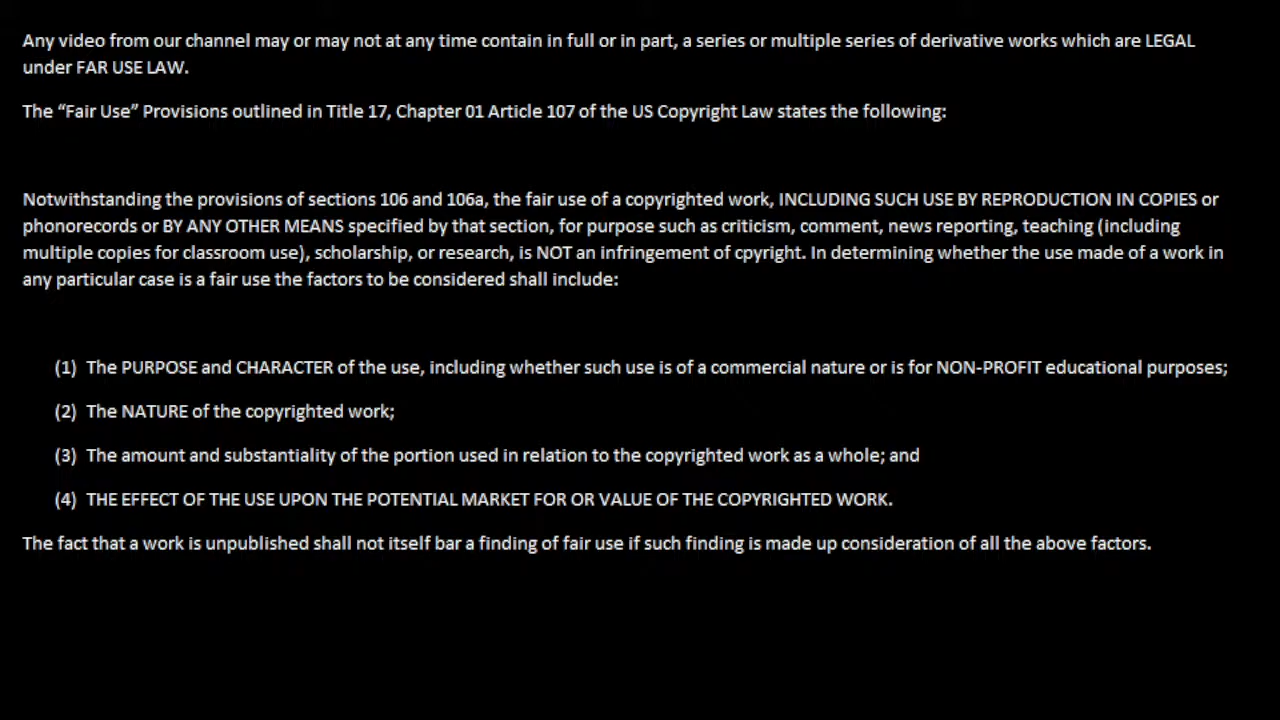 Any video from our channel may or may not at any time contain in full or in part, a series or multiple series of derivative works which are LEGAL
under FAR USE LAW.
The “Fair Use” Provisions outlined in Title 17, Chapter 01 Article 107 of the US Copyright Law states the following:
Notwithstanding the provisions of sections 106 and 106a, the fair use of a copyrighted work, INCLUDING SUCH USE BY REPRODUCTION IN COPIES or
phonorecords or BY ANY OTHER MEANS specified by that section, for purpose such as criticism, comment, news reporting, teaching (including
multiple copies for classroom use), scholarship, or research, is NOT an infringement of cpyright. In determining whether the use made of a work in
any particular case is a fair use the factors to be considered shall include:
(1) The PURPOSE and CHARACTER of the use, including whether such use is of a commercial nature or is for NON-PROFIT educational purposes;
(2) The NATURE of the copyrighted work;
(3) The amount and substantiality of the portion used in relation to the copyrighted work as a whole; and
(4) THE EFFECT OF THE USE UPON THE POTENTIAL MARKET FOR OR VALUE OF THE COPYRIGHTED WORK.
The fact that a work is unpublished shall not itself bar a finding of fair use if such finding is made up consideration of all the above factors.